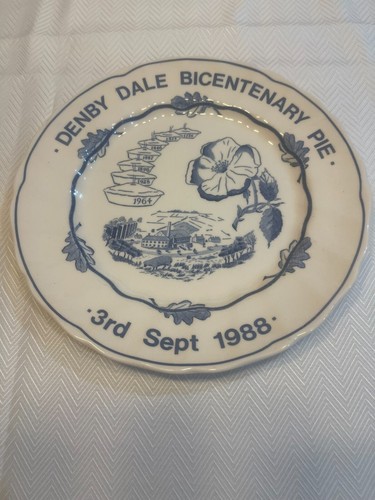 · DENBY DALE BICENTENARY PIE ·
1964
· 3rd Sept 1988 ·